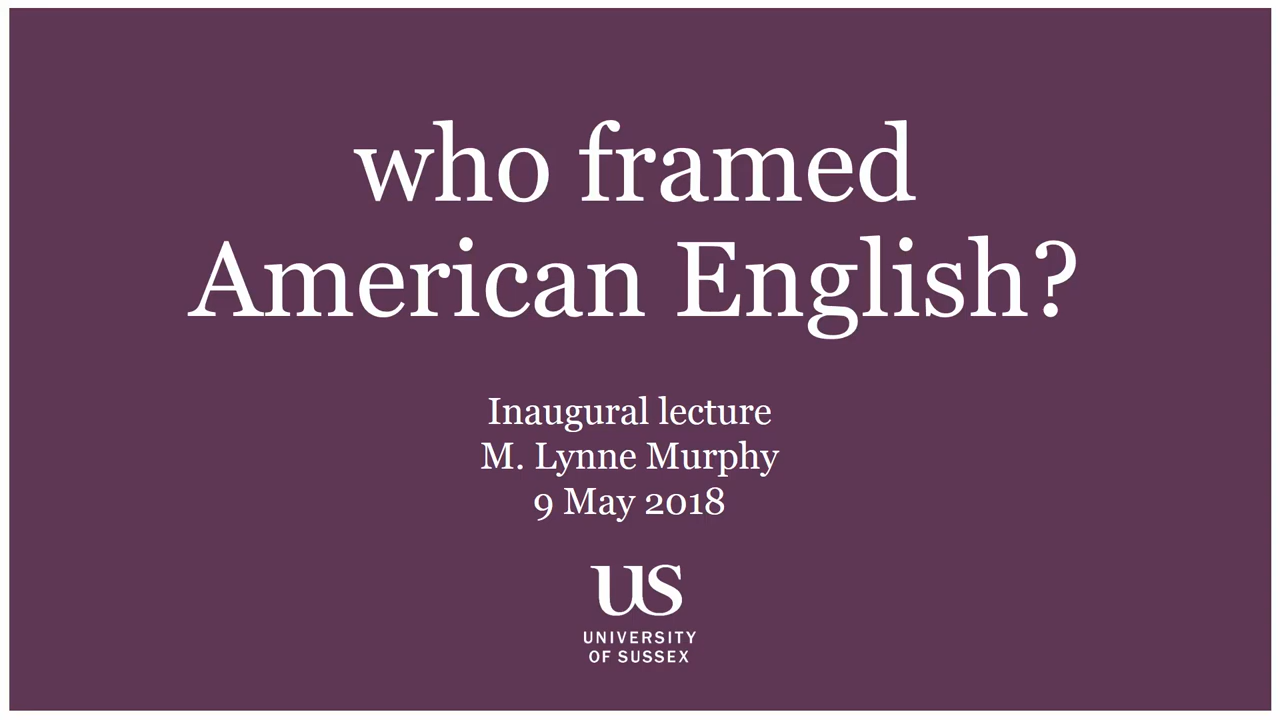 who framed
American English?
Inaugural lecture
M. Lynne Murphy
9 May 2018
US
UNIVERSITY
OF SUSSEX